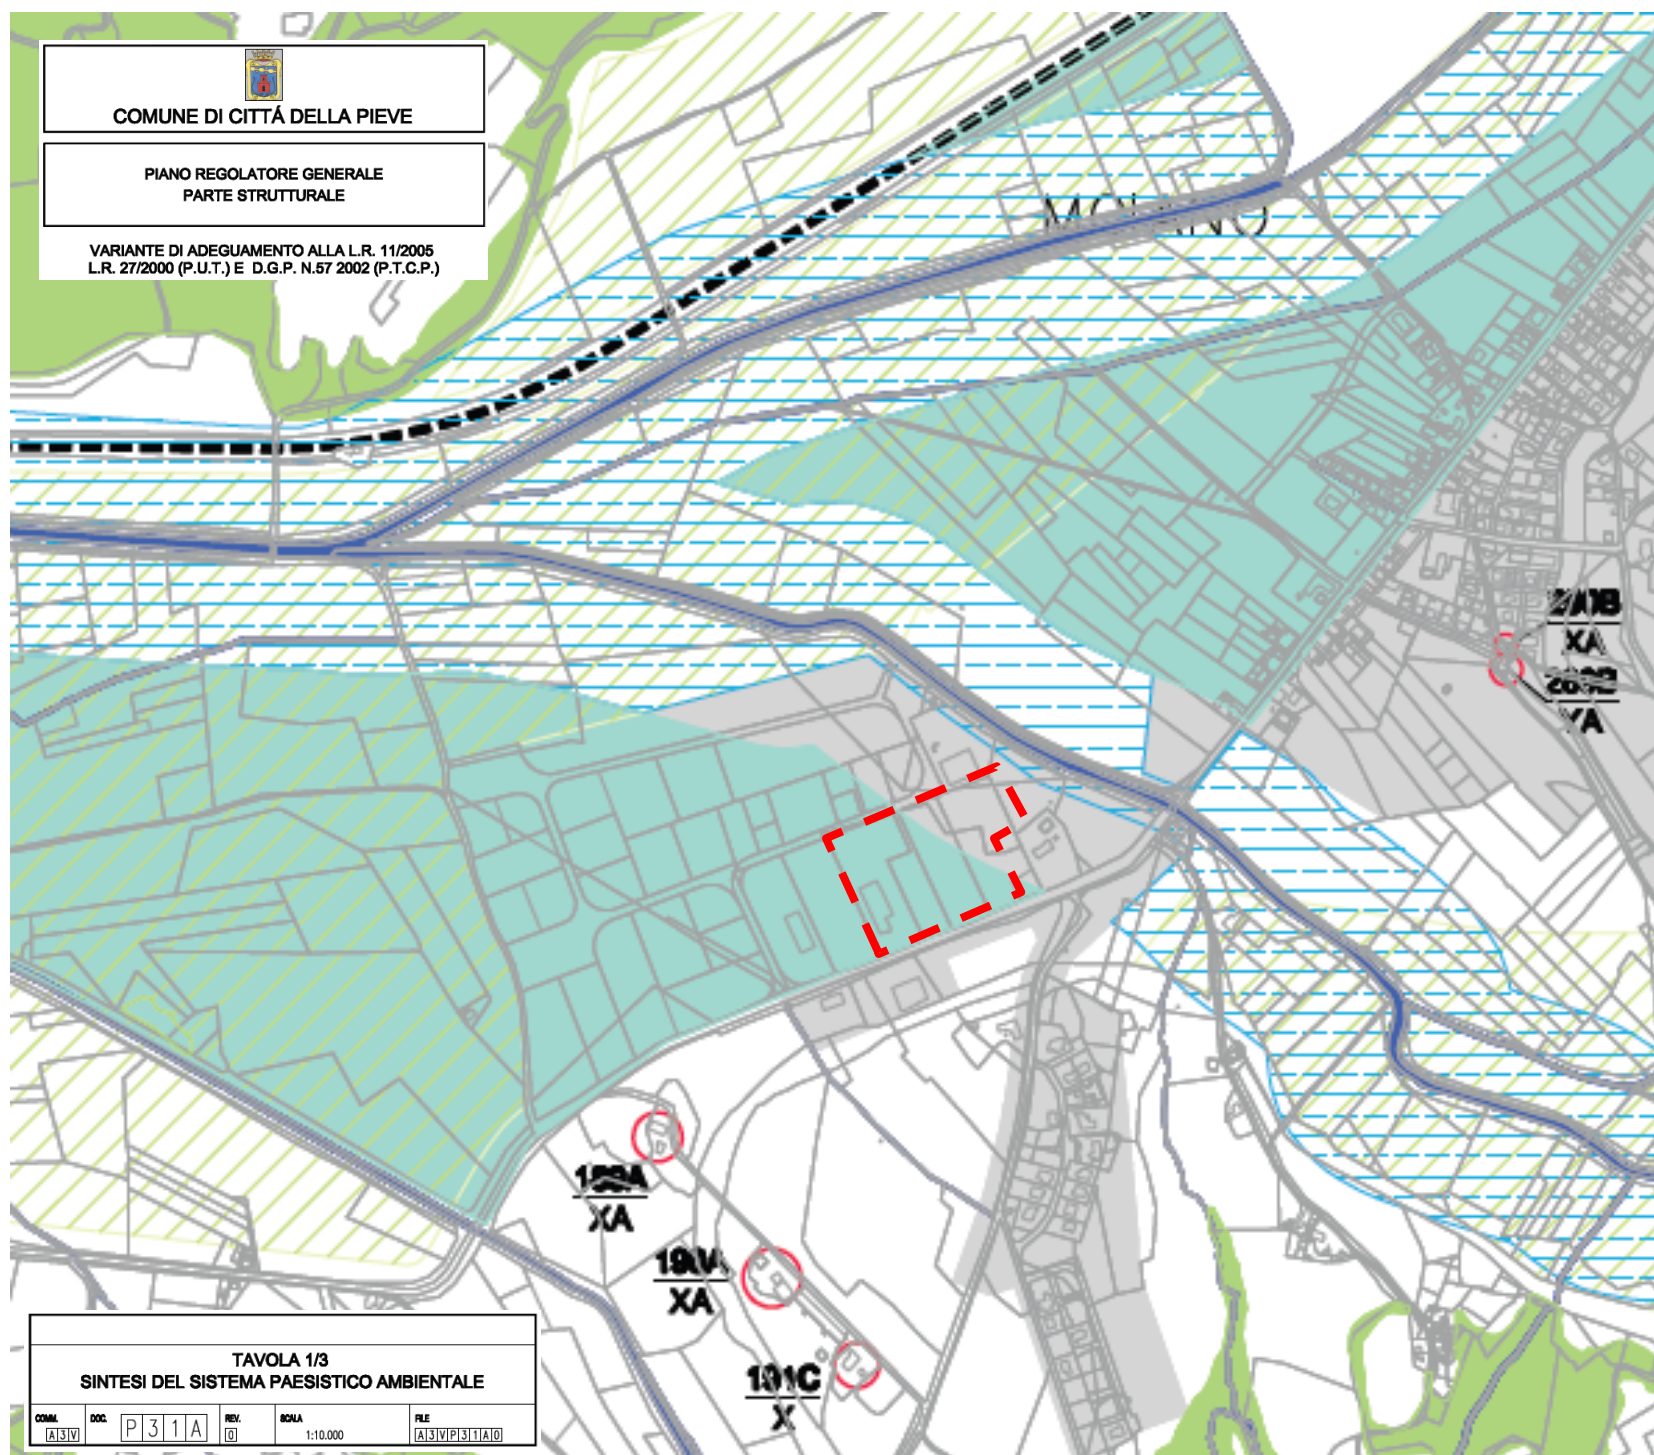 COMUNE DI CITTÁ DELLA PIEVE
PIANO REGOLATORE GENERALE
PARTE STRUTTURALE
VARIANTE DI ADEGUAMENTO ALLA L.R. 11/2005
L.R. 27/2000 (P.U.T.) E D.G.P. N.57 2002 (P.T.C.P.)
XA
XA
XA
XA
191C
X
TAVOLA 1/3
SINTESI DEL SISTEMA PAESISTICO AMBIENTALE
COMM. DOC. REV. SCALA FILE
A3V P31A 0 1:10.000 A3VP31A0